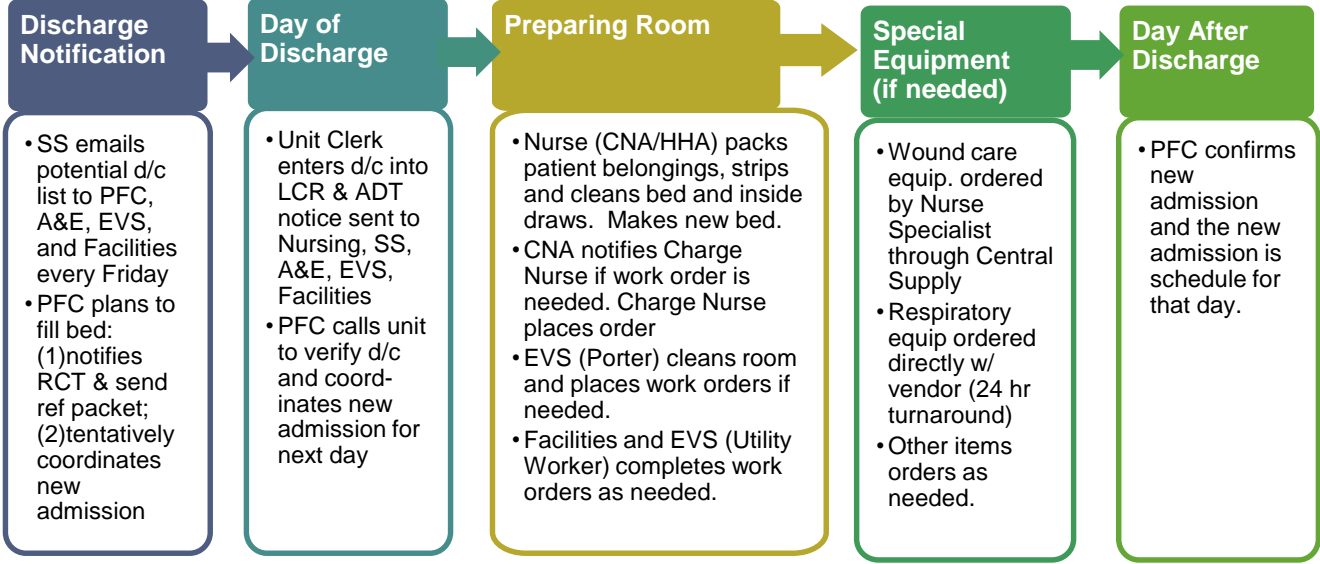 Discharge
Notification
• SS emails
potential d/c
list to PFC,
A&E, EVS,
and Facilities
every Friday
• PFC plans to
fill bed:
(1)notifies
RCT & send
ref packet;
(2)tentatively
coordinates
new
admission
Day of
Discharge
• Unit Clerk
enters d/c into
LCR & ADT
notice sent to
Nursing, SS,
A&E, EVS,
Facilities
• PFC calls unit
to verify d/c
and coord-
inates new
admission for
next day
Preparing Room
• Nurse (CNA/HHA) packs
patient belongings, strips
and cleans bed and inside
draws.  Makes new bed.
• CNA notifies Charge
Nurse if work order is
needed. Charge Nurse
places order
• EVS (Porter) cleans room
and places work orders if
needed.
• Facilities and EVS (Utility
Worker) completes work
orders as needed.
Special
Equipment
(if needed)
• Wound care
equip. ordered
by Nurse
Specialist
through Central
Supply
• Respiratory
equip ordered
directly w/
vendor (24 hr
turnaround)
• Other items
orders as
needed.
Day After
Discharge
• PFC confirms
new
admission
and the new
admission is
schedule for
that day.